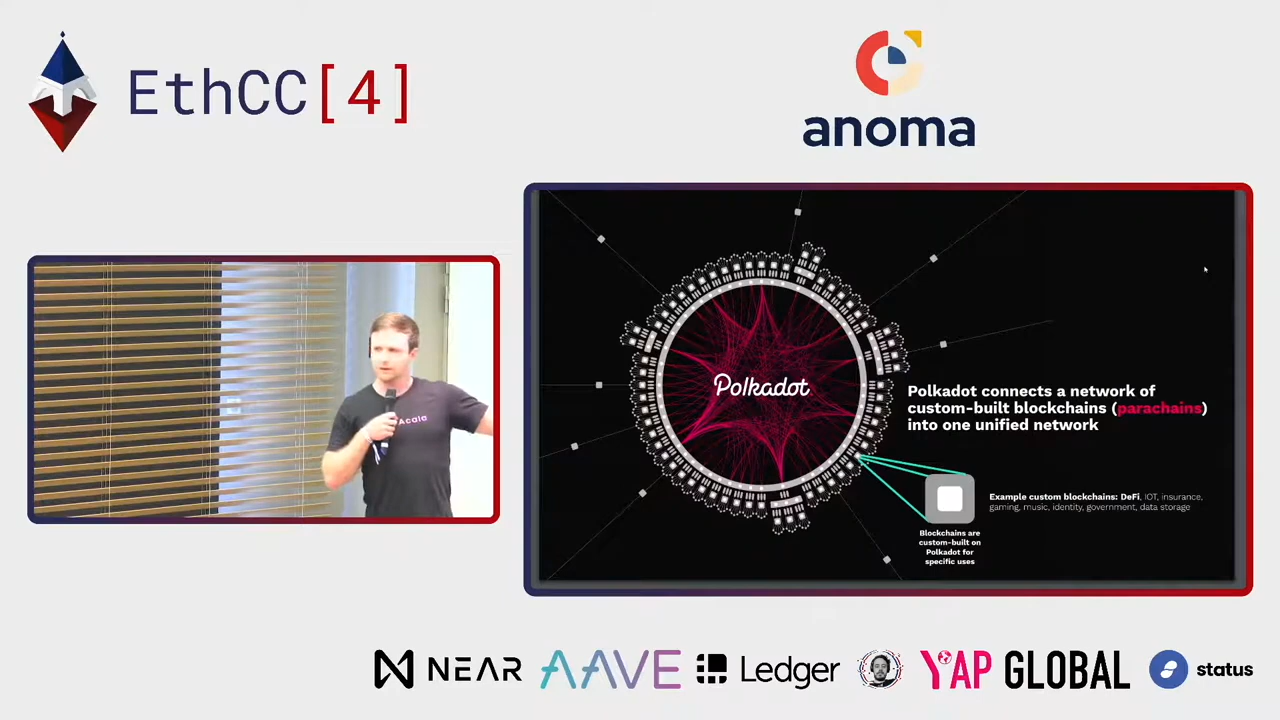 EthCC[4]
anoma
Acala
Polkadot
Polkadot connects a network of
custom-built blockchains (parachains)
into one unified network
Example custom blockchains: DeFi, IOT, insurance,
gaming, music, identity, government, data storage
Blockchains are
custom-built on
Polkadot for
specific uses
NEAR
AAVE
Ledger
YAP GLOBAL
status